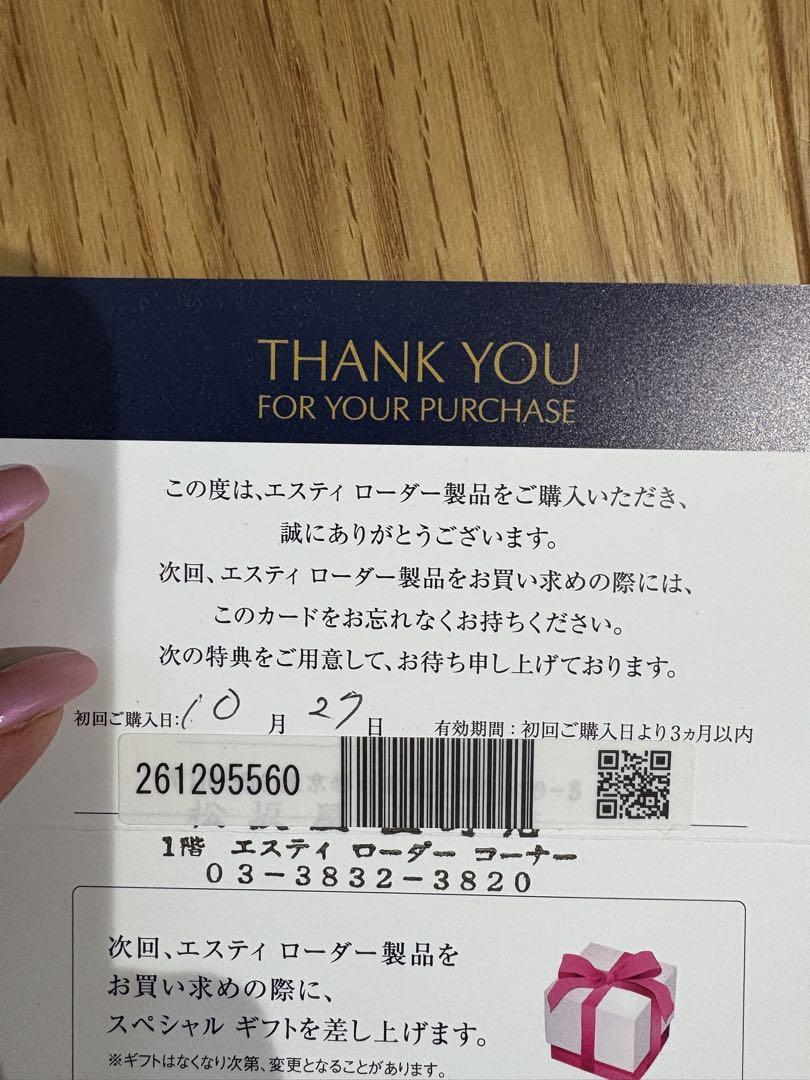 THANK YOU
FOR YOUR PURCHASE
この度は、エスティ ローダー製品をご購入いただき、
誠にありがとうございます。
次回、エスティ ローダー製品をお買い求めの際には、
このカードをお忘れなくお持ちください。
次の特典をご用意して、お待ち申し上げております。
初回ご購入日:10月27日 有効期間:初回ご購入日より3ヵ月以内
261295560
1階 エスティ ローダー コーナー
03-3832-3820
次回、エスティ ローダー製品を
お買い求めの際に、
スペシャル ギフトを差し上げます。
※ギフトはなくなり次第、変更となることがあります。